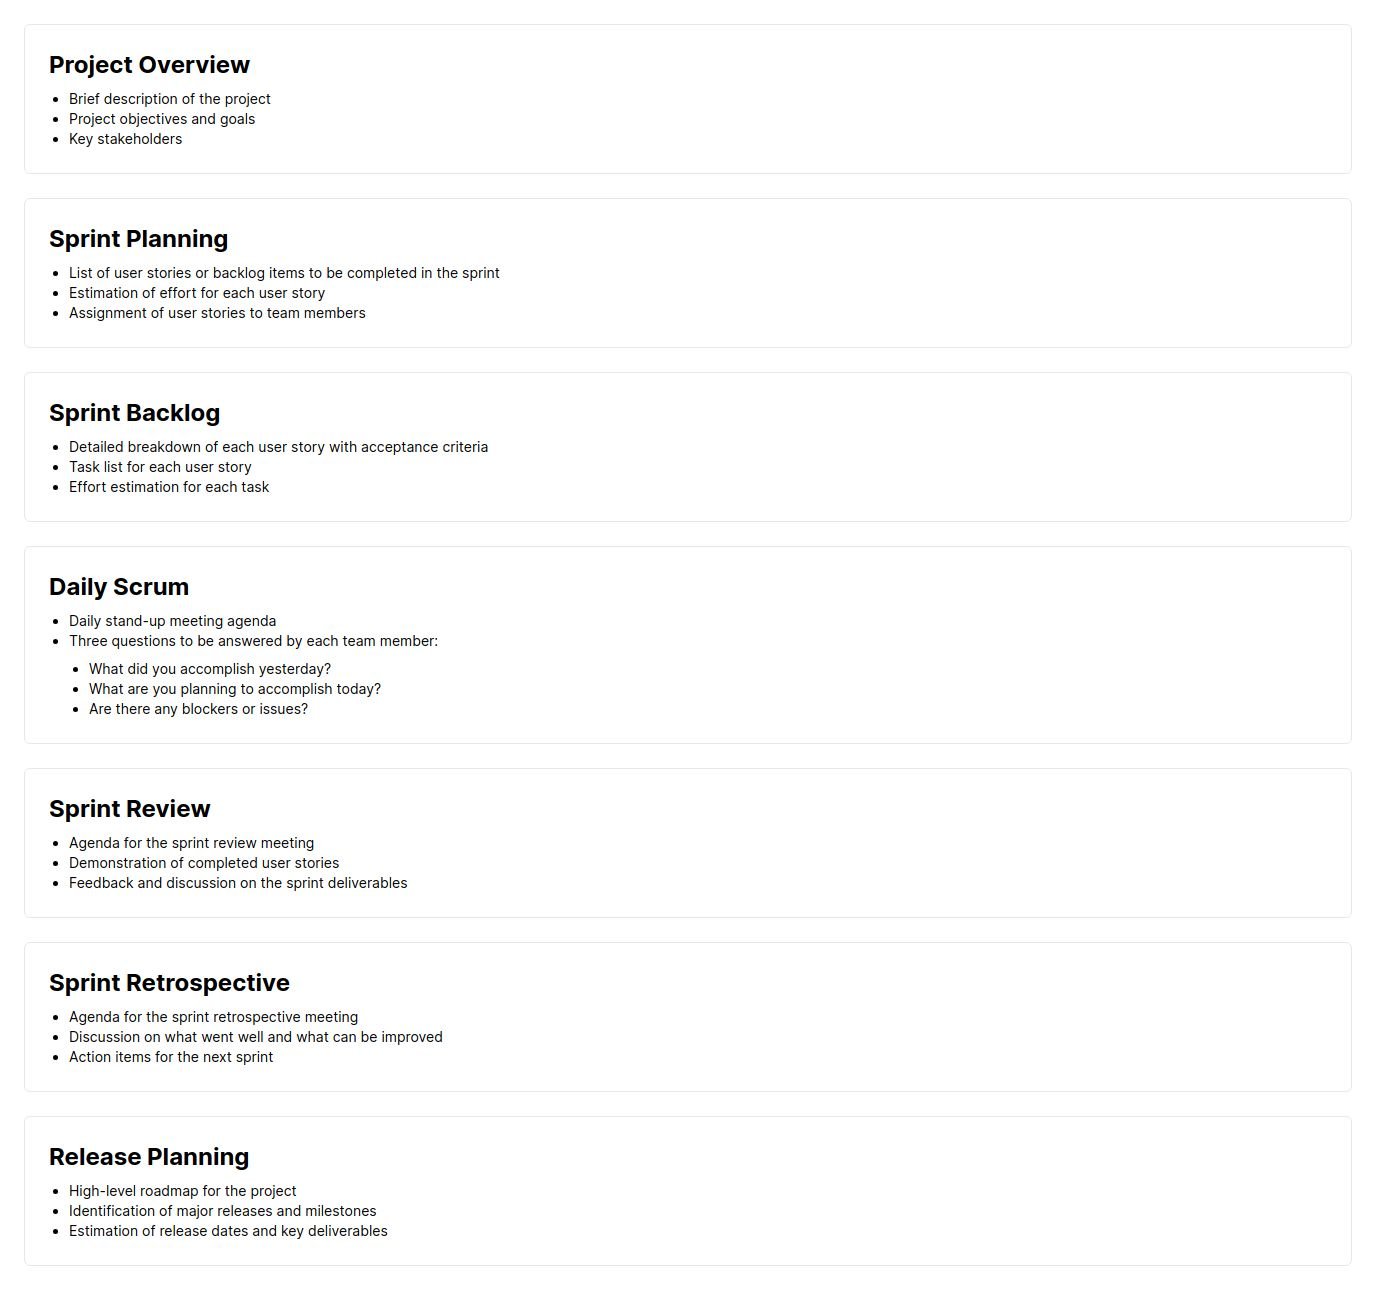 Project Overview
Brief description of the project
Project objectives and goals
Key stakeholders
Sprint Planning
List of user stories or backlog items to be completed in the sprint
Estimation of effort for each user story
Assignment of user stories to team members
Sprint Backlog
Detailed breakdown of each user story with acceptance criteria
Task list for each user story
Effort estimation for each task
Daily Scrum
Daily stand-up meeting agenda
Three questions to be answered by each team member:
What did you accomplish yesterday?
What are you planning to accomplish today?
Are there any blockers or issues?
Sprint Review
Agenda for the sprint review meeting
Demonstration of completed user stories
Feedback and discussion on the sprint deliverables
Sprint Retrospective
Agenda for the sprint retrospective meeting
Discussion on what went well and what can be improved
Action items for the next sprint
Release Planning
High-level roadmap for the project
Identification of major releases and milestones
Estimation of release dates and key deliverables